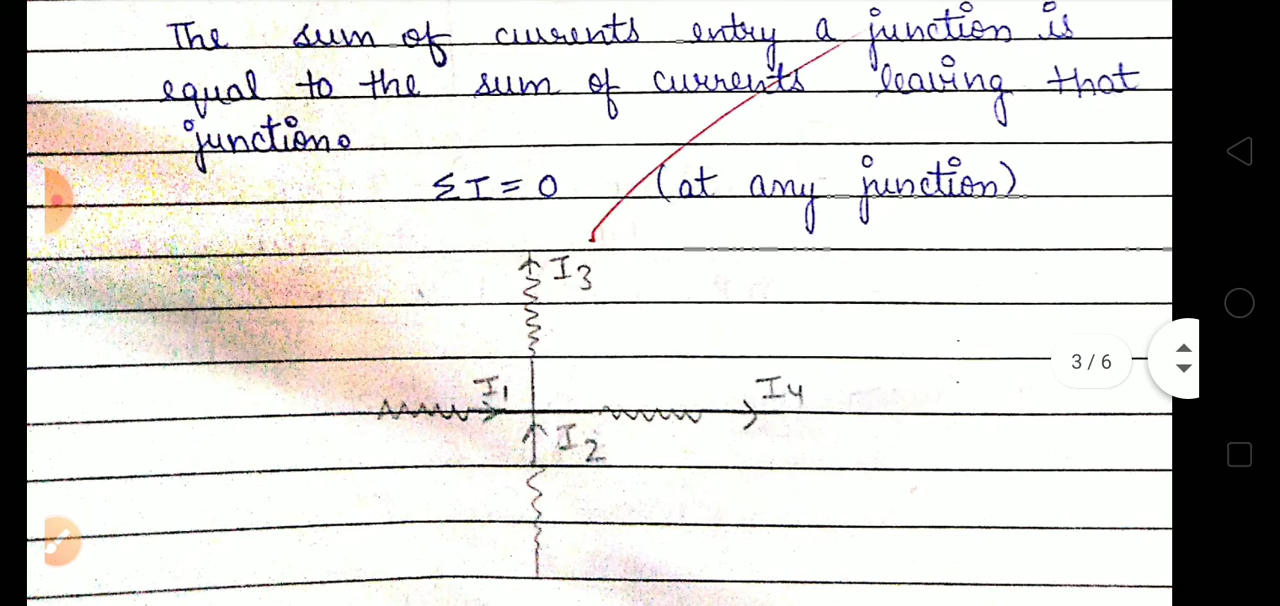 The sum of currents entry a junction is
equal to the sum of currents leaving that
junction.
ΣI = 0 (at any junction)
I3
3/6
I1
I4
I2